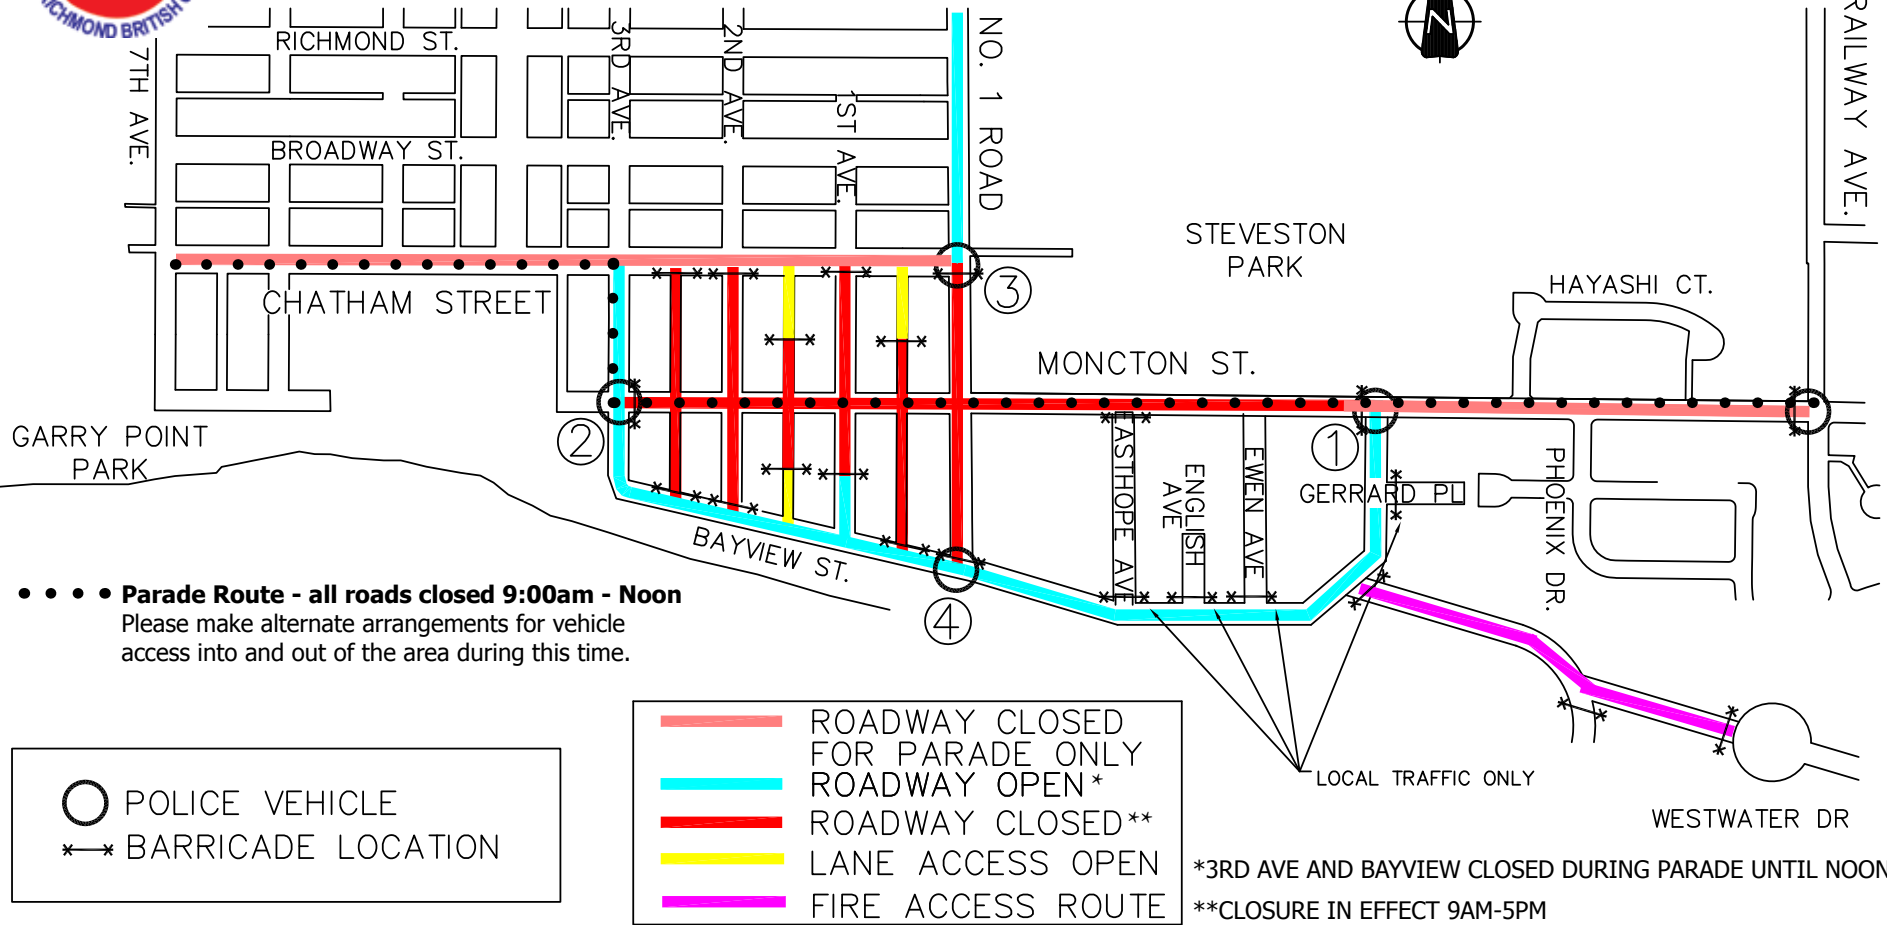 RICHMOND BRITISH
RICHMOND ST.
3RD AVE.
2ND AVE.
NO. 1 ROAD
N
RAILWAY AVE.
7TH AVE.
1ST AVE.
BROADWAY ST.
STEVESTON
PARK
CHATHAM STREET
3
HAYASHI CT.
MONCTON ST.
GARRY POINT
PARK
2
1
EASTHOPE AVE
ENGLISH
AVE
EWEN AVE
GERRARD PL
PHOENIX DR.
BAYVIEW ST.
4
Parade Route - all roads closed 9:00am - Noon
Please make alternate arrangements for vehicle
access into and out of the area during this time.
LOCAL TRAFFIC ONLY
WESTWATER DR
POLICE VEHICLE
BARRICADE LOCATION
ROADWAY CLOSED
FOR PARADE ONLY
ROADWAY OPEN*
ROADWAY CLOSED**
LANE ACCESS OPEN
FIRE ACCESS ROUTE
*3RD AVE AND BAYVIEW CLOSED DURING PARADE UNTIL NOON
**CLOSURE IN EFFECT 9AM-5PM